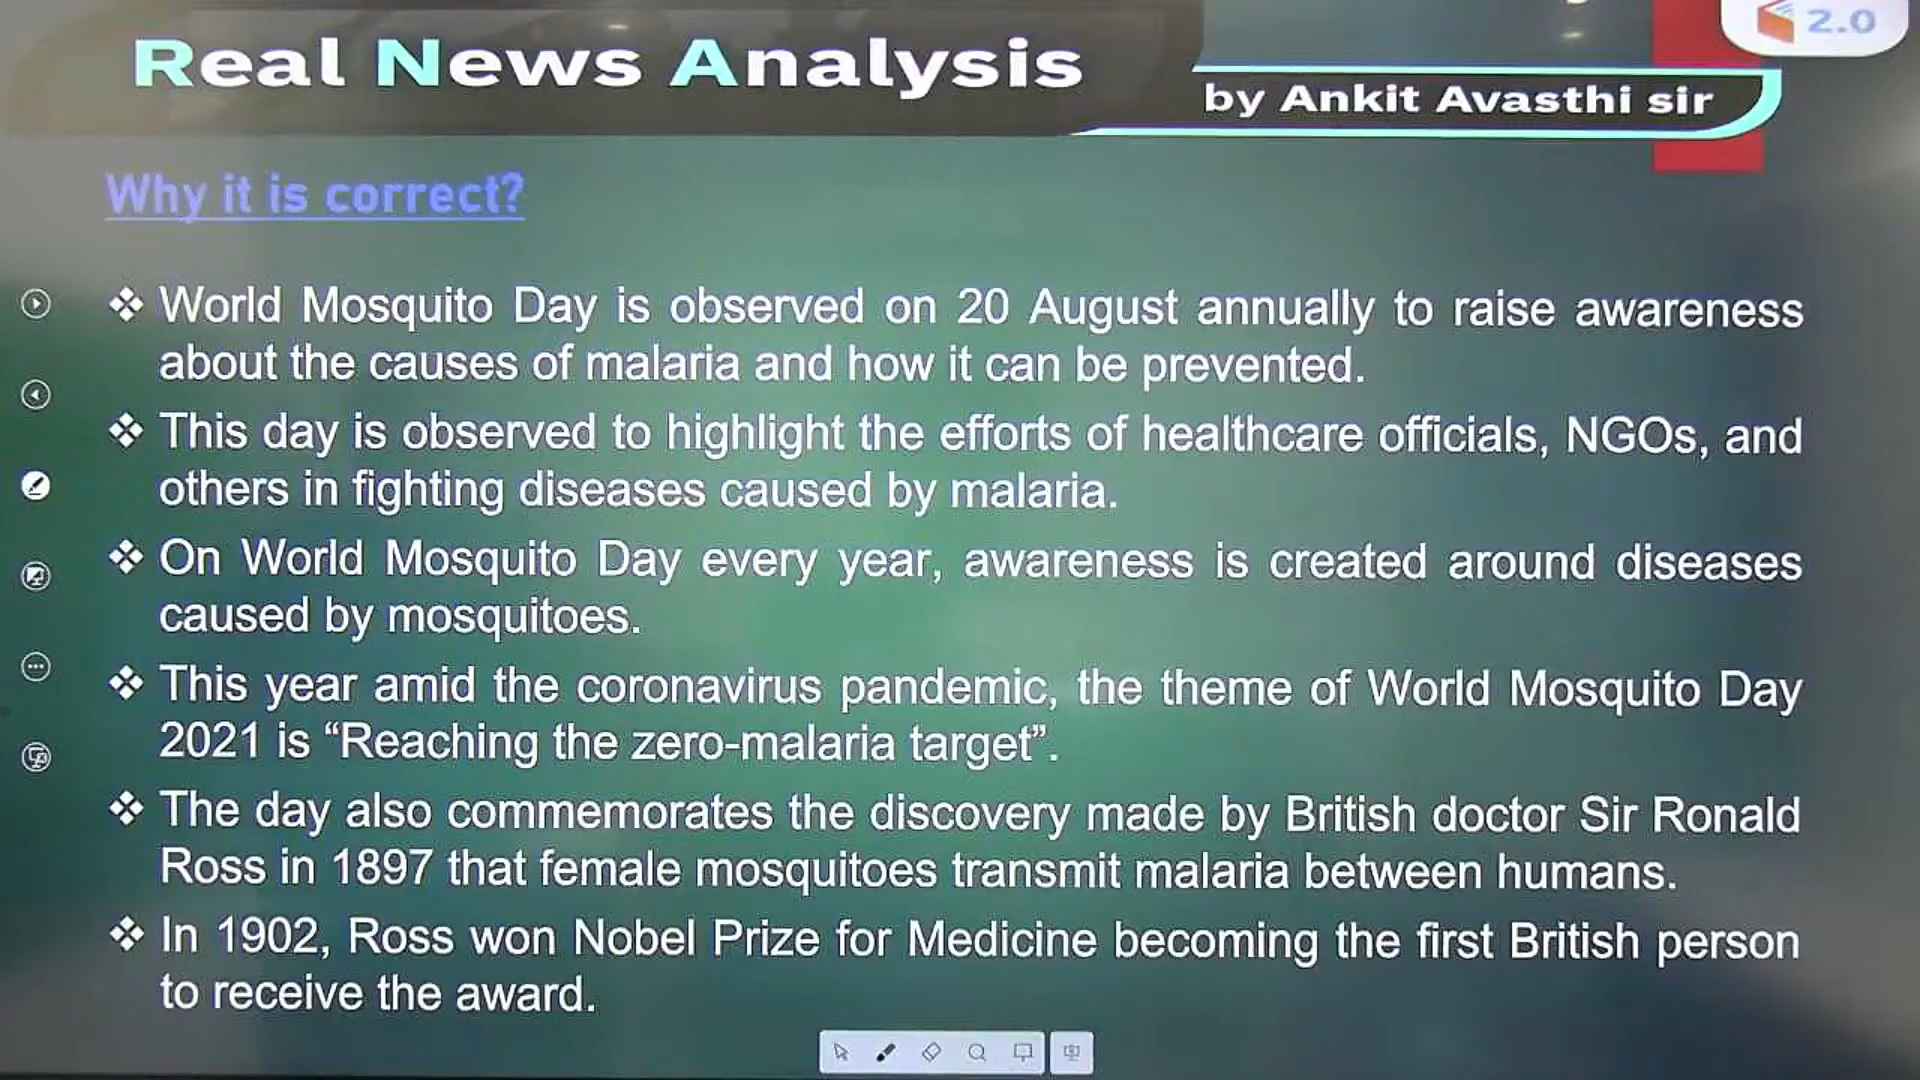 Real News Analysis
by Ankit Avasthi sir
2.0
Why it is correct?
❖ World Mosquito Day is observed on 20 August annually to raise awareness
about the causes of malaria and how it can be prevented.
❖ This day is observed to highlight the efforts of healthcare officials, NGOs, and
others in fighting diseases caused by malaria.
❖ On World Mosquito Day every year, awareness is created around diseases
caused by mosquitoes.
❖ This year amid the coronavirus pandemic, the theme of World Mosquito Day
2021 is “Reaching the zero-malaria target”.
❖ The day also commemorates the discovery made by British doctor Sir Ronald
Ross in 1897 that female mosquitoes transmit malaria between humans.
❖ In 1902, Ross won Nobel Prize for Medicine becoming the first British person
to receive the award.